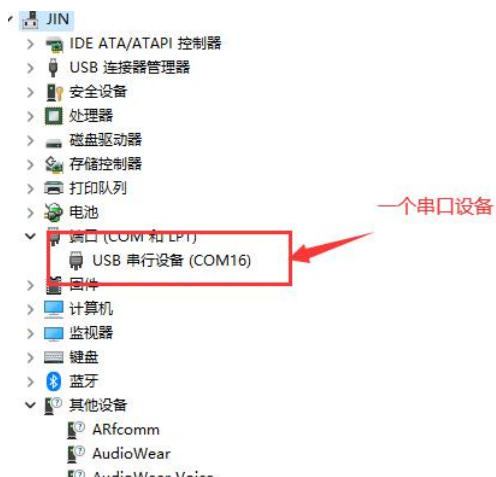 JIN
IDE ATA/ATAPI 控制器
USB 连接器管理器
安全设备
处理器
磁盘驱动器
存储控制器
打印队列
电池
一个串口设备
端口 (COM 和 LPT)
USB 串行设备 (COM16)
固件
计算机
监视器
键盘
蓝牙
其他设备
ARfcomm
AudioWear
AudioWear Voice